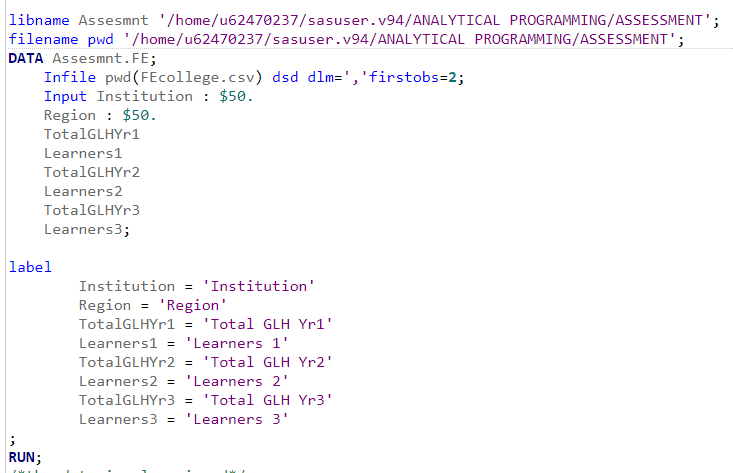 libname Assesmnt '/home/u62470237/sasuser.v94/ANALYTICAL PROGRAMMING/ASSESSMENT';
filename pwd '/home/u62470237/sasuser.v94/ANALYTICAL PROGRAMMING/ASSESSMENT';
DATA Assesmnt.FE;
Infile pwd(FEcollege.csv) dsd dlm=','firstobs=2;
Input Institution : $50.
Region : $50.
TotalGLHYr1
Learners1
TotalGLHYr2
Learners2
TotalGLHYr3
Learners3;
label
Institution = 'Institution'
Region = 'Region'
TotalGLHYr1 = 'Total GLH Yr1'
Learners1 = 'Learners 1'
TotalGLHYr2 = 'Total GLH Yr2'
Learners2 = 'Learners 2'
TotalGLHYr3 = 'Total GLH Yr3'
Learners3 = 'Learners 3'
;
RUN;